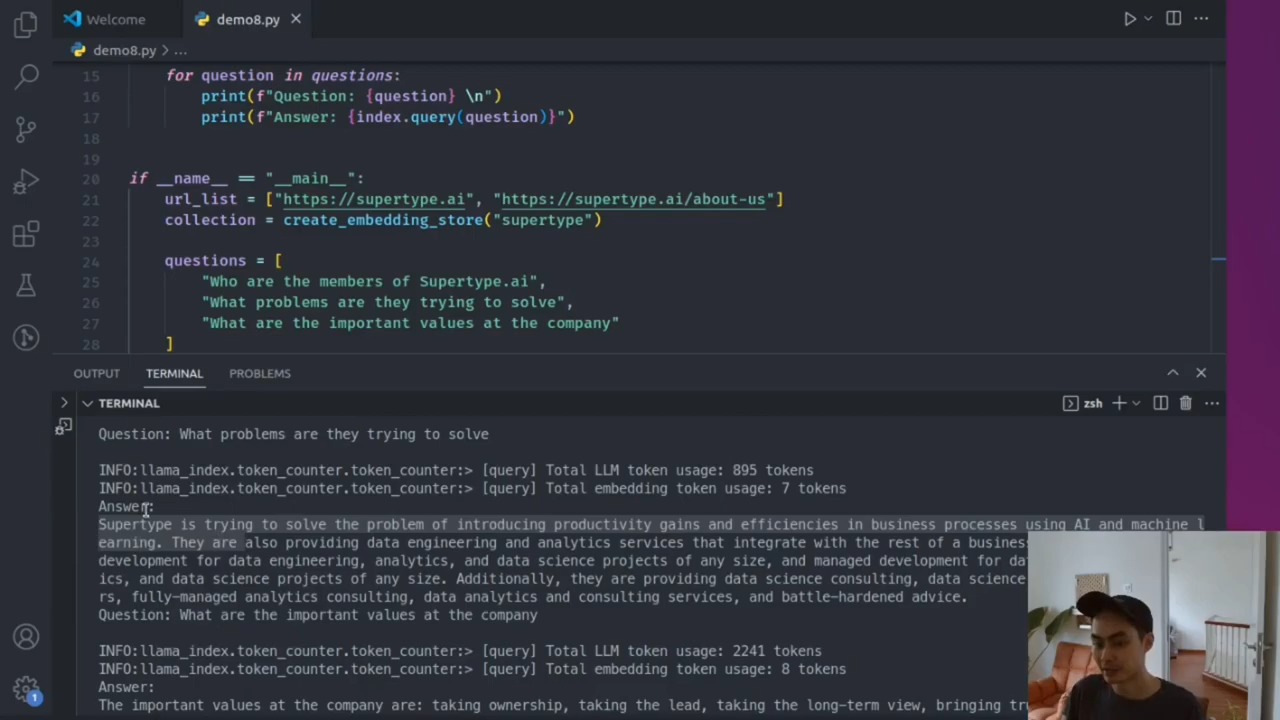 Welcome
demo8.py
demo8.py > ...
15 for question in questions:
16 print(f"Question: {question} \n")
17 print(f"Answer: {index.query(question)}")
18
19
20 if __name__ == "__main__":
21 url_list = ["https://supertype.ai", "https://supertype.ai/about-us"]
22 collection = create_embedding_store("supertype")
23
24 questions = [
25 "Who are the members of Supertype.ai",
26 "What problems are they trying to solve",
27 "What are the important values at the company"
28 ]
OUTPUT TERMINAL PROBLEMS
TERMINAL
zsh
Question: What problems are they trying to solve
INFO:llama_index.token_counter.token_counter:> [query] Total LLM token usage: 895 tokens
INFO:llama_index.token_counter.token_counter:> [query] Total embedding token usage: 7 tokens
Answer:
Supertype is trying to solve the problem of introducing productivity gains and efficiencies in business processes using AI and machine l
earning. They are also providing data engineering and analytics services that integrate with the rest of a business
development for data engineering, analytics, and data science projects of any size, and managed development for dat
ics, and data science projects of any size. Additionally, they are providing data science consulting, data science
rs, fully-managed analytics consulting, data analytics and consulting services, and battle-hardened advice.
Question: What are the important values at the company
INFO:llama_index.token_counter.token_counter:> [query] Total LLM token usage: 2241 tokens
INFO:llama_index.token_counter.token_counter:> [query] Total embedding token usage: 8 tokens
Answer:
The important values at the company are: taking ownership, taking the lead, taking the long-term view, bringing tr
1